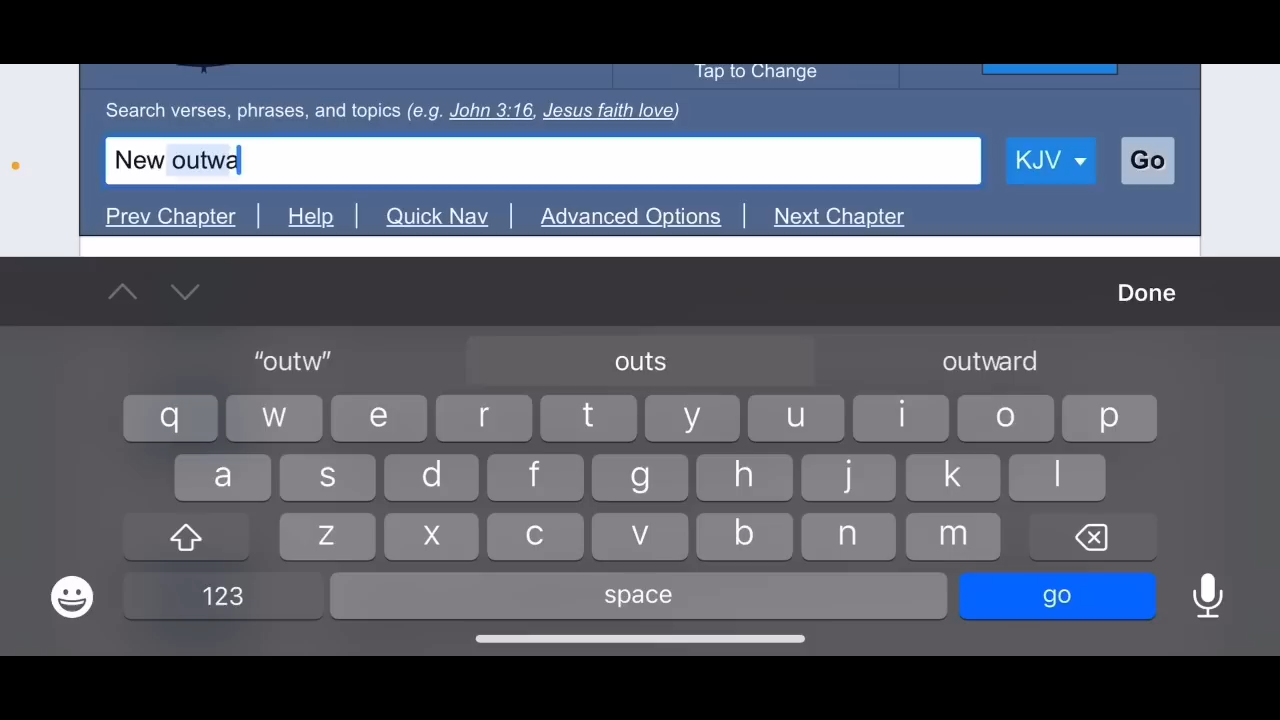 Tap to Change
Search verses, phrases, and topics (e.g. John 3:16, Jesus faith love)
New outwa
KJV
Go
Prev Chapter | Help | Quick Nav | Advanced Options | Next Chapter
Done
“outw” outs outward
q w e r t y u i o p
a s d f g h j k l
z x c v b n m
123 space go